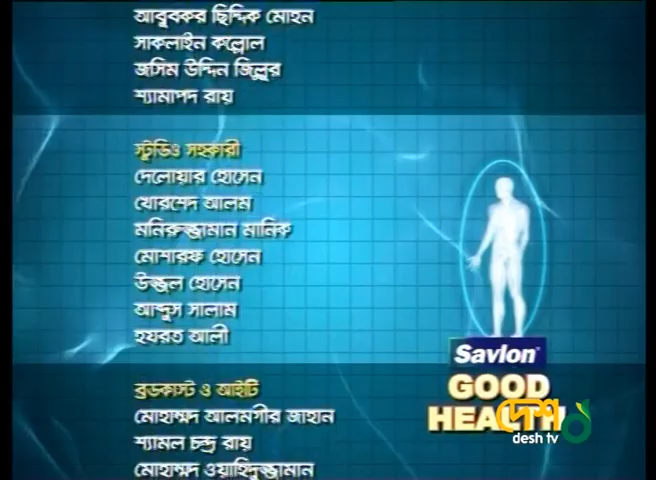 আবুবকর ছিদ্দিক মোহন
সাকলাইন কল্লোল
জসিম উদ্দিন জিল্লুর
শ্যামাপদ রায়
স্টুডিও সহকারী
দেলোয়ার হোসেন
খোরশেদ আলম
মনিরুজ্জামান মানিক
মোশারফ হোসেন
উজ্জল হোসেন
আব্দুস সালাম
হযরত আলী
ব্রডকাস্ট ও আইটি
মোহাম্মদ আলমগীর জাহান
শ্যামল চন্দ্র রায়
মোহাম্মদ ওয়াহিদুজ্জামান
Savlon
GOOD
HEALTH
দেশ
desh tv